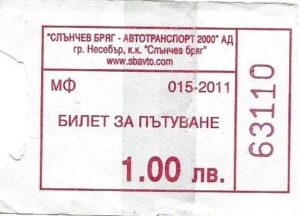 "СЛЪНЧЕВ БРЯГ - АВТОТРАНСПОРТ 2000" АД
гр. Несебър, к.к. "Слънчев бряг"
www.sbavto.com
МФ 015-2011
БИЛЕТ ЗА ПЪТУВАНЕ
1.00 лв.
63110